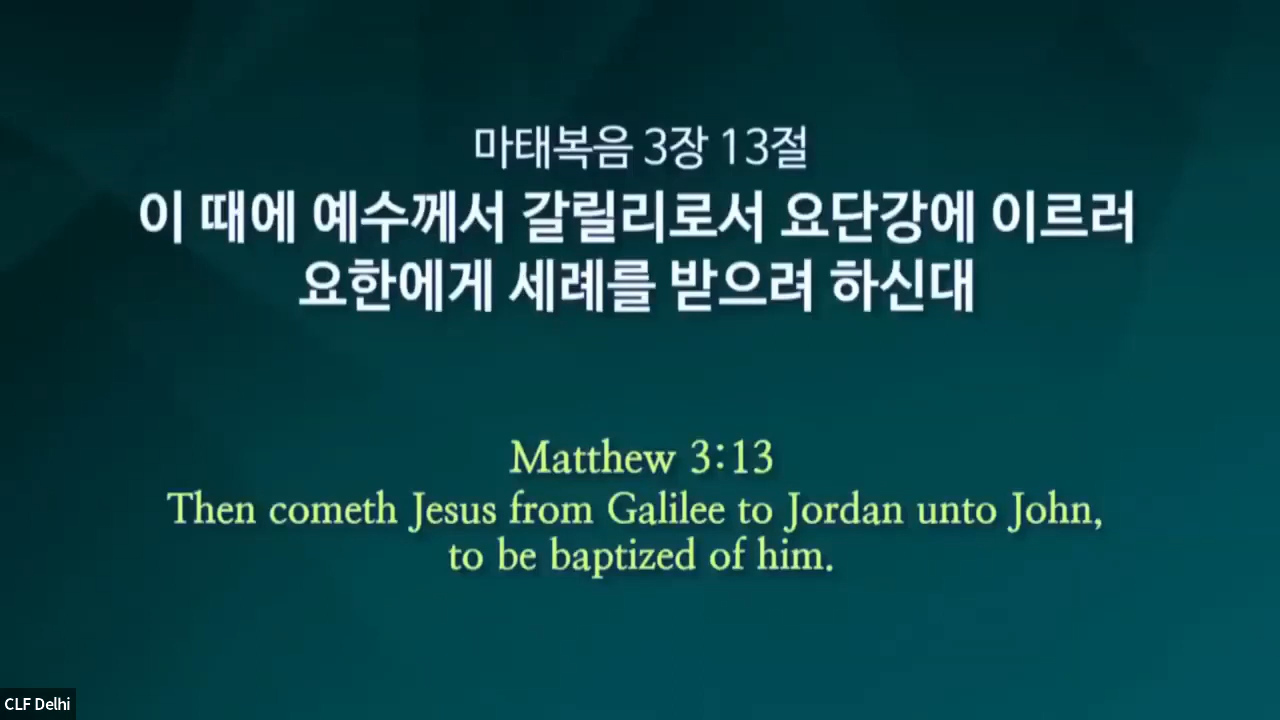 마태복음 3장 13절
이 때에 예수께서 갈릴리로서 요단강에 이르러
요한에게 세례를 받으려 하신대
Matthew 3:13
Then cometh Jesus from Galilee to Jordan unto John,
to be baptized of him.
CLF Delhi